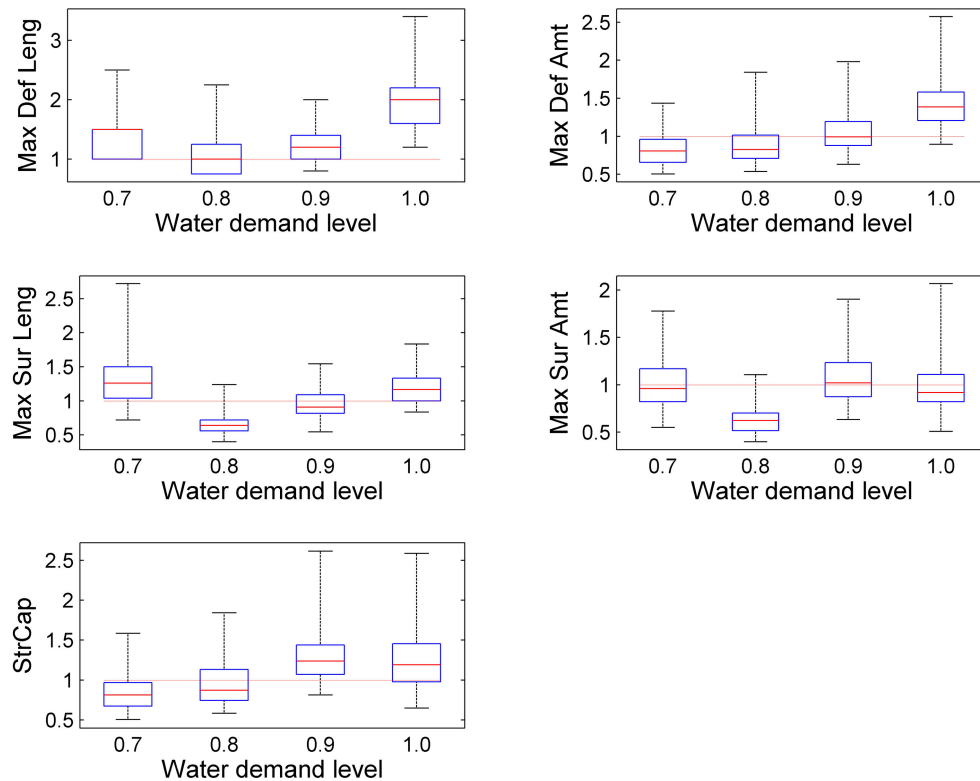 Max Def Leng
3
2
1
0.7 0.8 0.9 1.0
Water demand level
Max Def Amt
2.5
2
1.5
1
0.5
0.7 0.8 0.9 1.0
Water demand level
Max Sur Leng
2.5
2
1.5
1
0.5
0.7 0.8 0.9 1.0
Water demand level
Max Sur Amt
2
1.5
1
0.5
0.7 0.8 0.9 1.0
Water demand level
StrCap
2.5
2
1.5
1
0.5
0.7 0.8 0.9 1.0
Water demand level